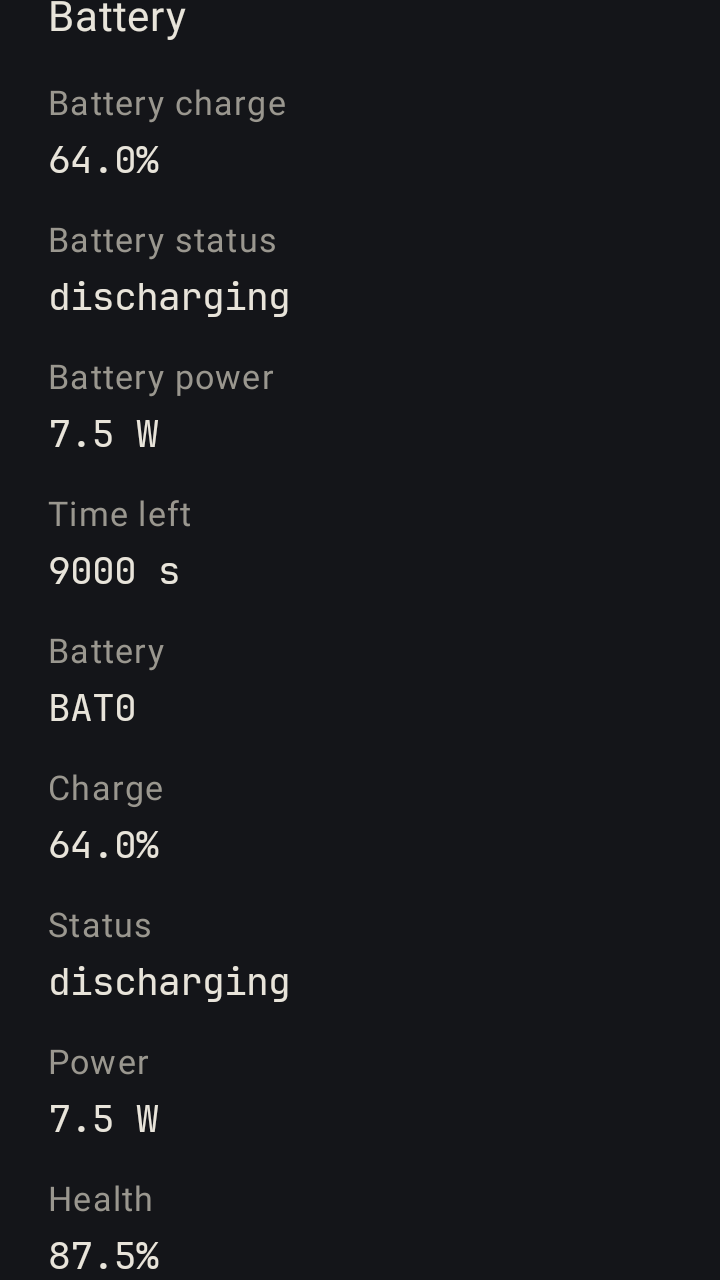 Battery
Battery charge
64.0%
Battery status
discharging
Battery power
7.5 W
Time left
9000 s
Battery
BAT0
Charge
64.0%
Status
discharging
Power
7.5 W
Health
87.5%